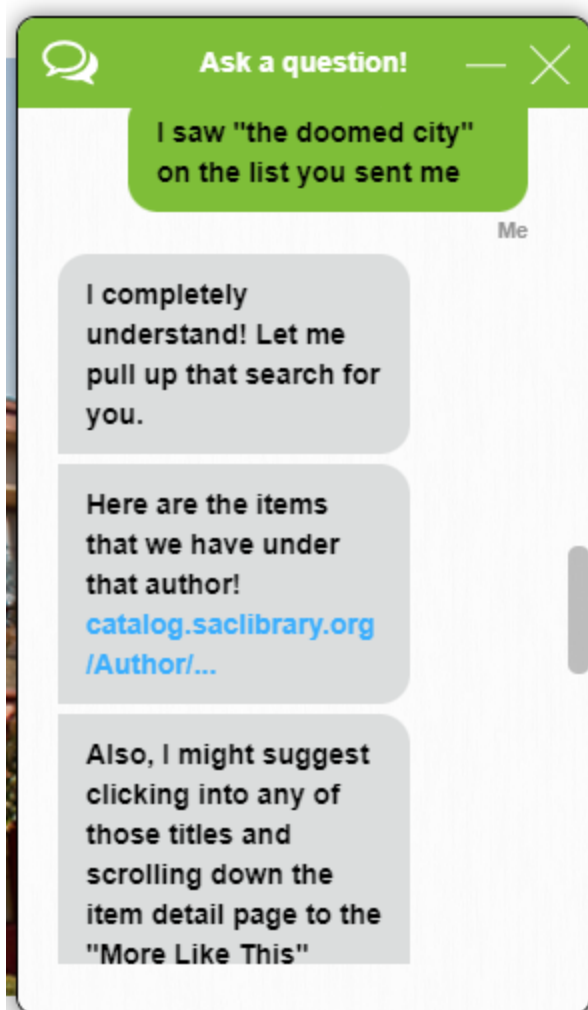 Ask a question!
I saw "the doomed city"
on the list you sent me
Me
I completely
understand! Let me
pull up that search for
you.
Here are the items
that we have under
that author!
catalog.saclibrary.org
/Author/...
Also, I might suggest
clicking into any of
those titles and
scrolling down the
item detail page to the
"More Like This"